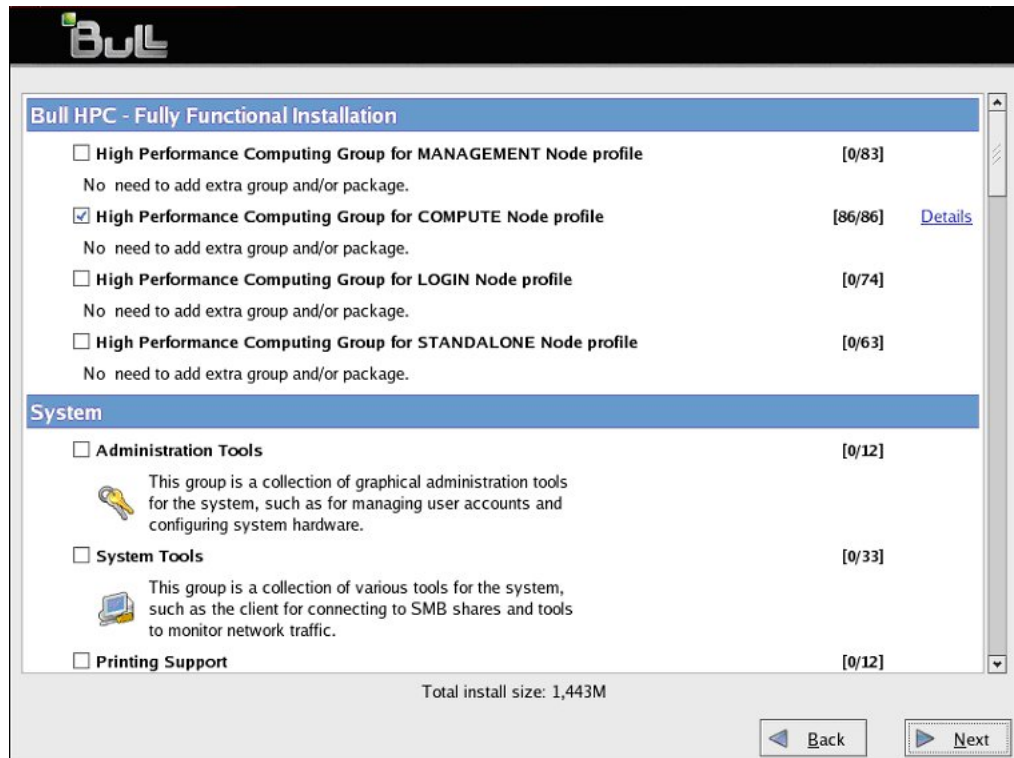 Bull
Bull HPC - Fully Functional Installation
High Performance Computing Group for MANAGEMENT Node profile [0/83]
No need to add extra group and/or package.
High Performance Computing Group for COMPUTE Node profile [86/86] Details
No need to add extra group and/or package.
High Performance Computing Group for LOGIN Node profile [0/74]
No need to add extra group and/or package.
High Performance Computing Group for STANDALONE Node profile [0/63]
No need to add extra group and/or package.
System
Administration Tools [0/12]
This group is a collection of graphical administration tools
for the system, such as for managing user accounts and
configuring system hardware.
System Tools [0/33]
This group is a collection of various tools for the system,
such as the client for connecting to SMB shares and tools
to monitor network traffic.
Printing Support [0/12]
Total install size: 1,443M
Back Next